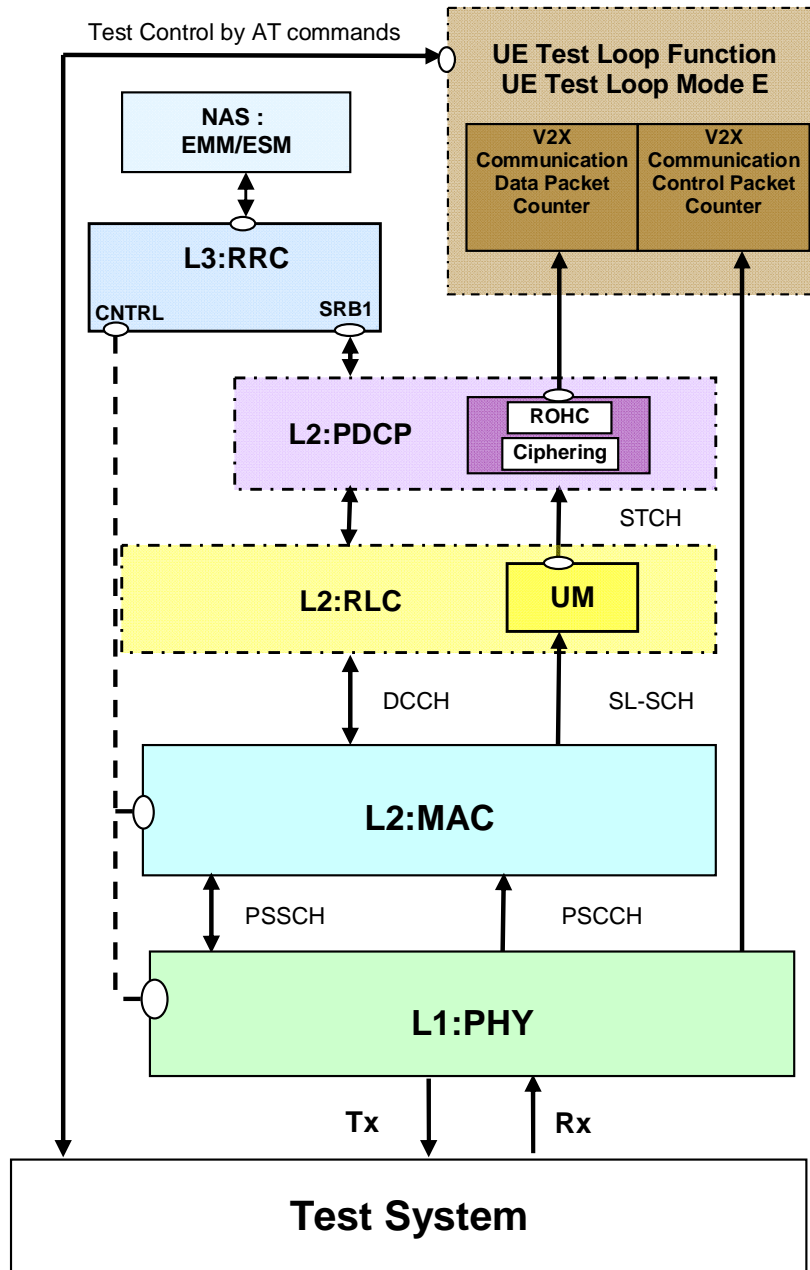 Test Control by AT commands
UE Test Loop Function
UE Test Loop Mode E
NAS :
EMM/ESM
V2X
Communication
Data Packet
Counter
V2X
Communication
Control Packet
Counter
L3:RRC
CNTRL
SRB1
L2:PDCP
ROHC
Ciphering
STCH
L2:RLC
UM
DCCH
SL-SCH
L2:MAC
PSSCH
PSCCH
L1:PHY
Tx
Rx
Test System